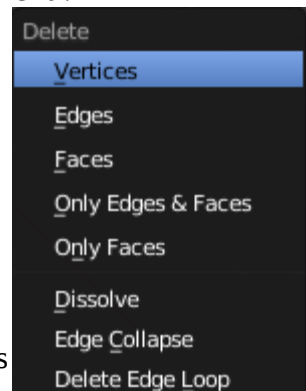 Delete
Vertices
Edges
Faces
Only Edges & Faces
Only Faces
Dissolve
Edge Collapse
s
Delete Edge Loop